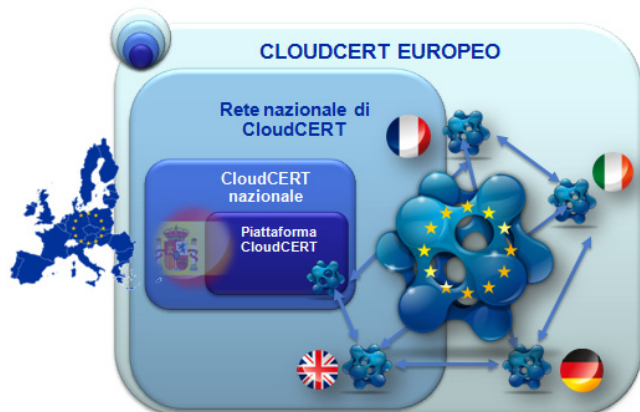 CLOUDCERT EUROPEO
Rete nazionale di
CloudCERT
CloudCERT
nazionale
Piattaforma
CloudCERT